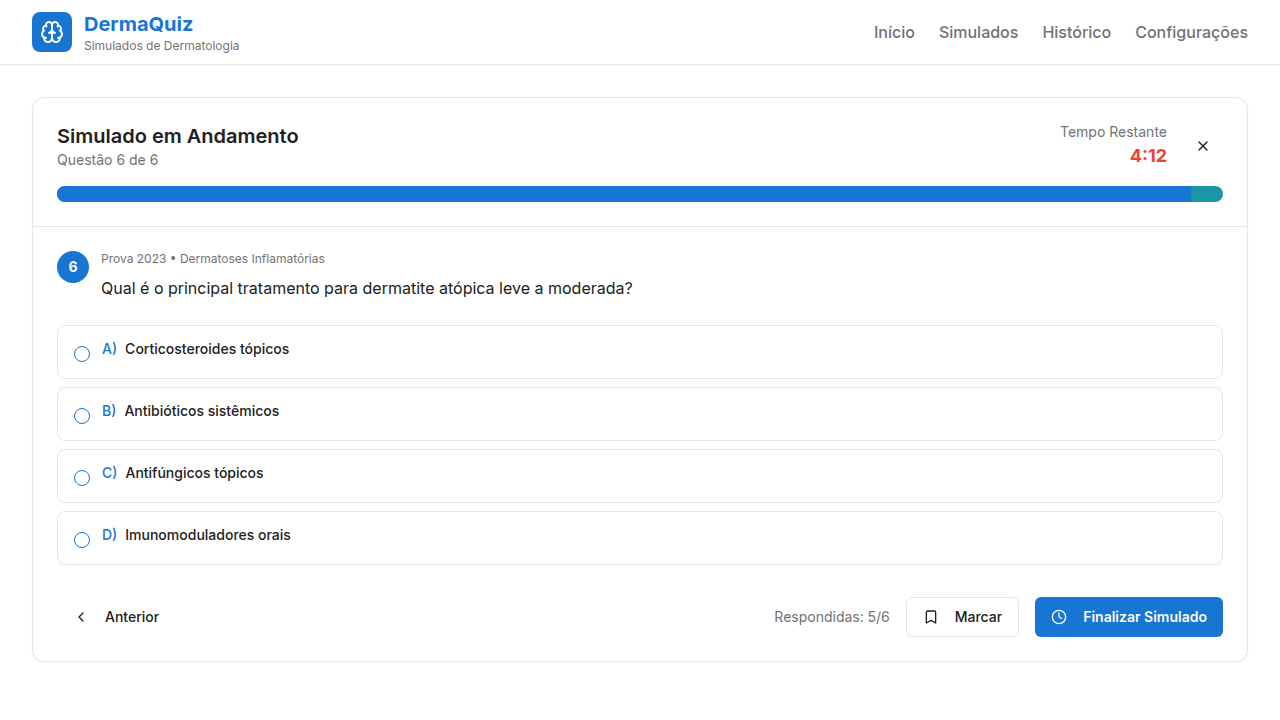 DermaQuiz
Simulados de Dermatologia
Início
Simulados
Histórico
Configurações
Simulado em Andamento
Questão 6 de 6
Tempo Restante
4:12
6
Prova 2023 • Dermatoses Inflamatórias
Qual é o principal tratamento para dermatite atópica leve a moderada?
A) Corticosteroides tópicos
B) Antibióticos sistêmicos
C) Antifúngicos tópicos
D) Imunomoduladores orais
Anterior
Respondidas: 5/6
Marcar
Finalizar Simulado